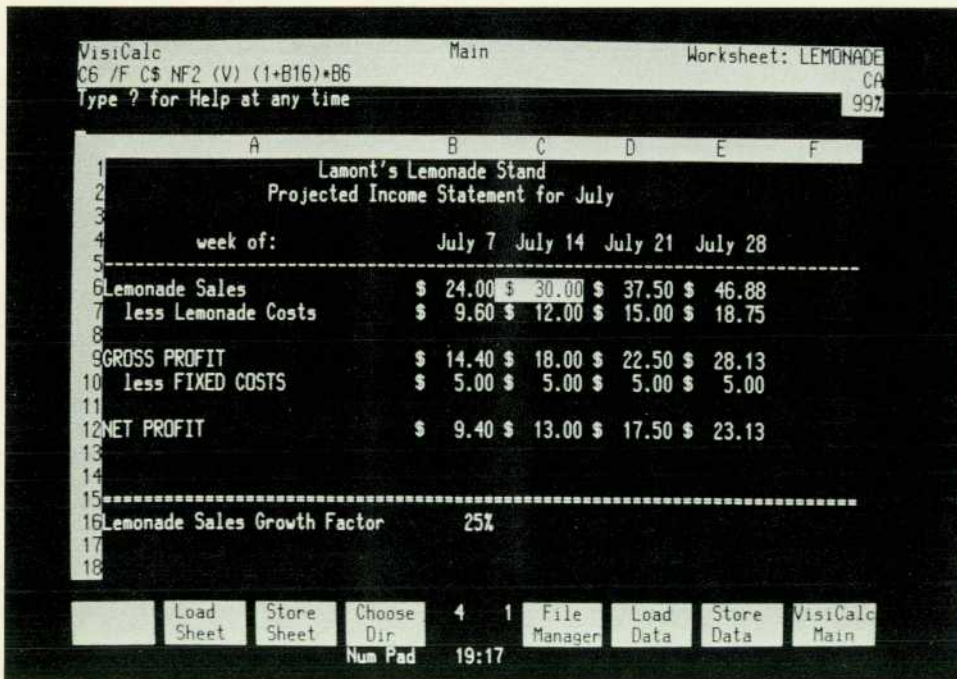 VisiCalc Main Worksheet: LEMONADE
C6 /F C$ NF2 (V) (1+B16)*B6 CA
Type ? for Help at any time 99%
A B C D E F
1 Lamont's Lemonade Stand
2 Projected Income Statement for July
3
4 week of: July 7 July 14 July 21 July 28
5 --------------------------------------------------------------------------------
6 Lemonade Sales $ 24.00 $ 30.00 $ 37.50 $ 46.88
7 less Lemonade Costs $ 9.60 $ 12.00 $ 15.00 $ 18.75
8
9 GROSS PROFIT $ 14.40 $ 18.00 $ 22.50 $ 28.13
10 less FIXED COSTS $ 5.00 $ 5.00 $ 5.00 $ 5.00
11
12 NET PROFIT $ 9.40 $ 13.00 $ 17.50 $ 23.13
13
14
15 ================================================================================
16 Lemonade Sales Growth Factor 25%
17
18
Load Store Choose 4 1 File Load Store VisiCalc
Sheet Sheet Dir Manager Data Data Main
Num Pad 19:17